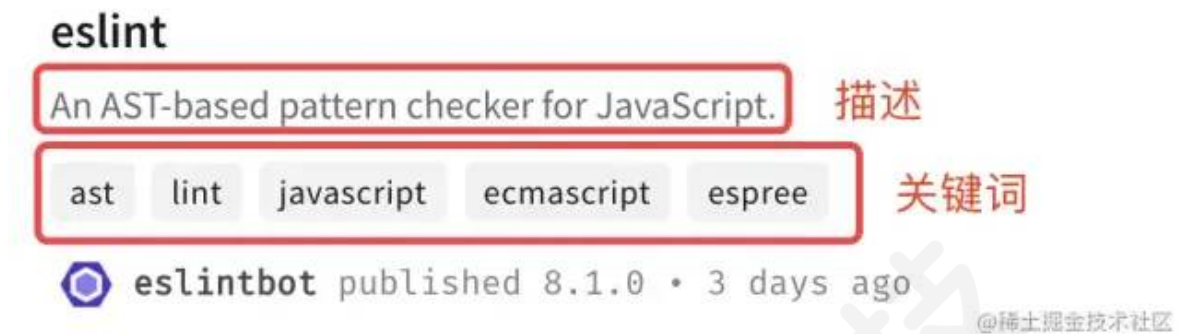 eslint
An AST-based pattern checker for JavaScript. 描述
ast lint javascript ecmascript espree 关键词
eslintbot published 8.1.0 • 3 days ago
@稀土掘金技术社区